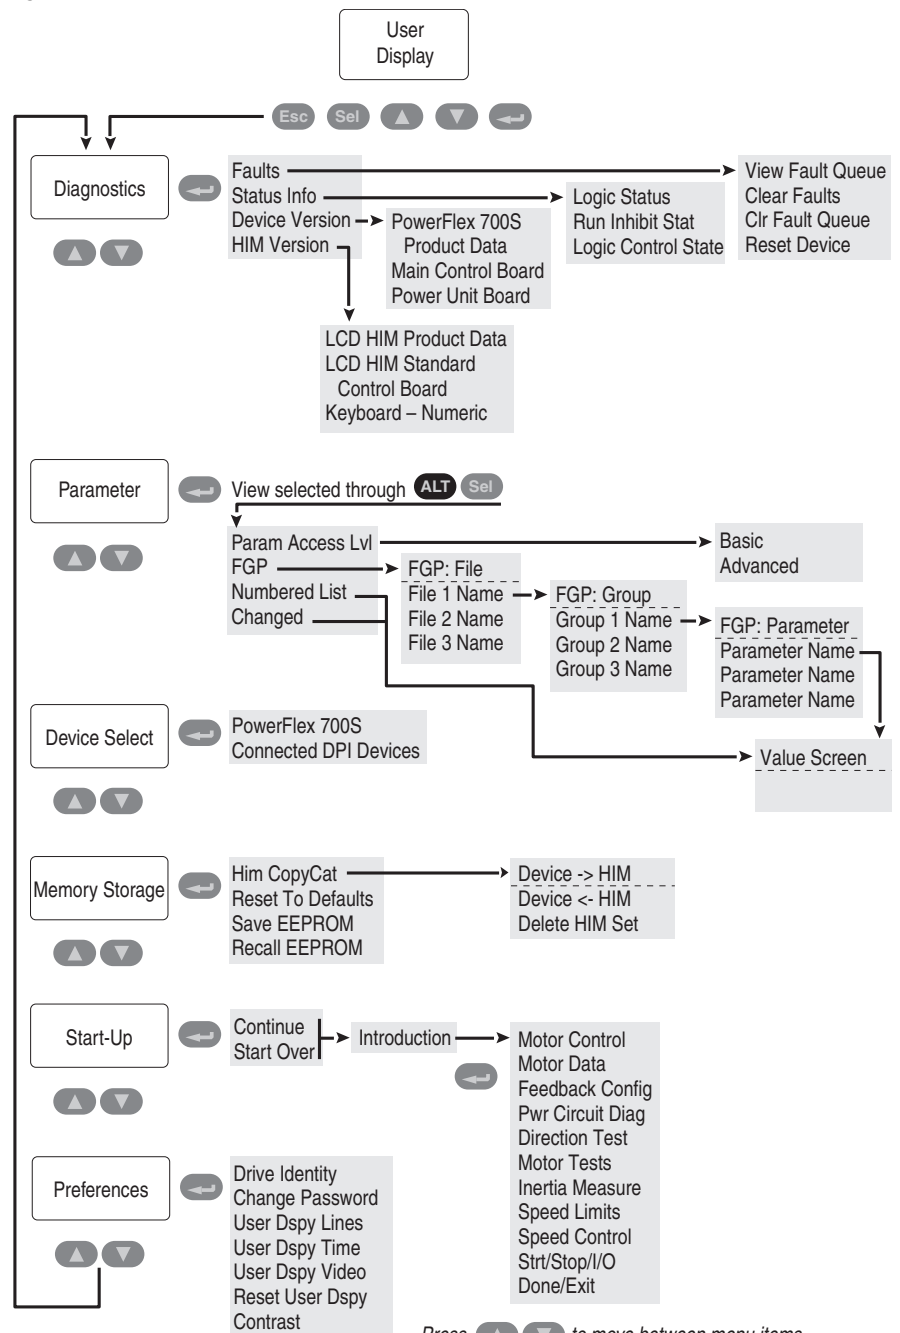 User
Display
Esc Sel
Diagnostics
Faults
Status Info
Device Version
HIM Version
PowerFlex 700S
Product Data
Main Control Board
Power Unit Board
Logic Status
Run Inhibit Stat
Logic Control State
View Fault Queue
Clear Faults
Clr Fault Queue
Reset Device
LCD HIM Product Data
LCD HIM Standard
Control Board
Keyboard – Numeric
Parameter
View selected through ALT Sel
Param Access Lvl
FGP
Numbered List
Changed
FGP: File
File 1 Name
File 2 Name
File 3 Name
FGP: Group
Group 1 Name
Group 2 Name
Group 3 Name
Basic
Advanced
FGP: Parameter
Parameter Name
Parameter Name
Parameter Name
Value Screen
Device Select
PowerFlex 700S
Connected DPI Devices
Memory Storage
Him CopyCat
Reset To Defaults
Save EEPROM
Recall EEPROM
Device -> HIM
Device <- HIM
Delete HIM Set
Start-Up
Continue
Start Over
Introduction
Motor Control
Motor Data
Feedback Config
Pwr Circuit Diag
Direction Test
Motor Tests
Inertia Measure
Speed Limits
Speed Control
Strt/Stop/I/O
Done/Exit
Preferences
Drive Identity
Change Password
User Dspy Lines
User Dspy Time
User Dspy Video
Reset User Dspy
Contrast
Press to move between menu items